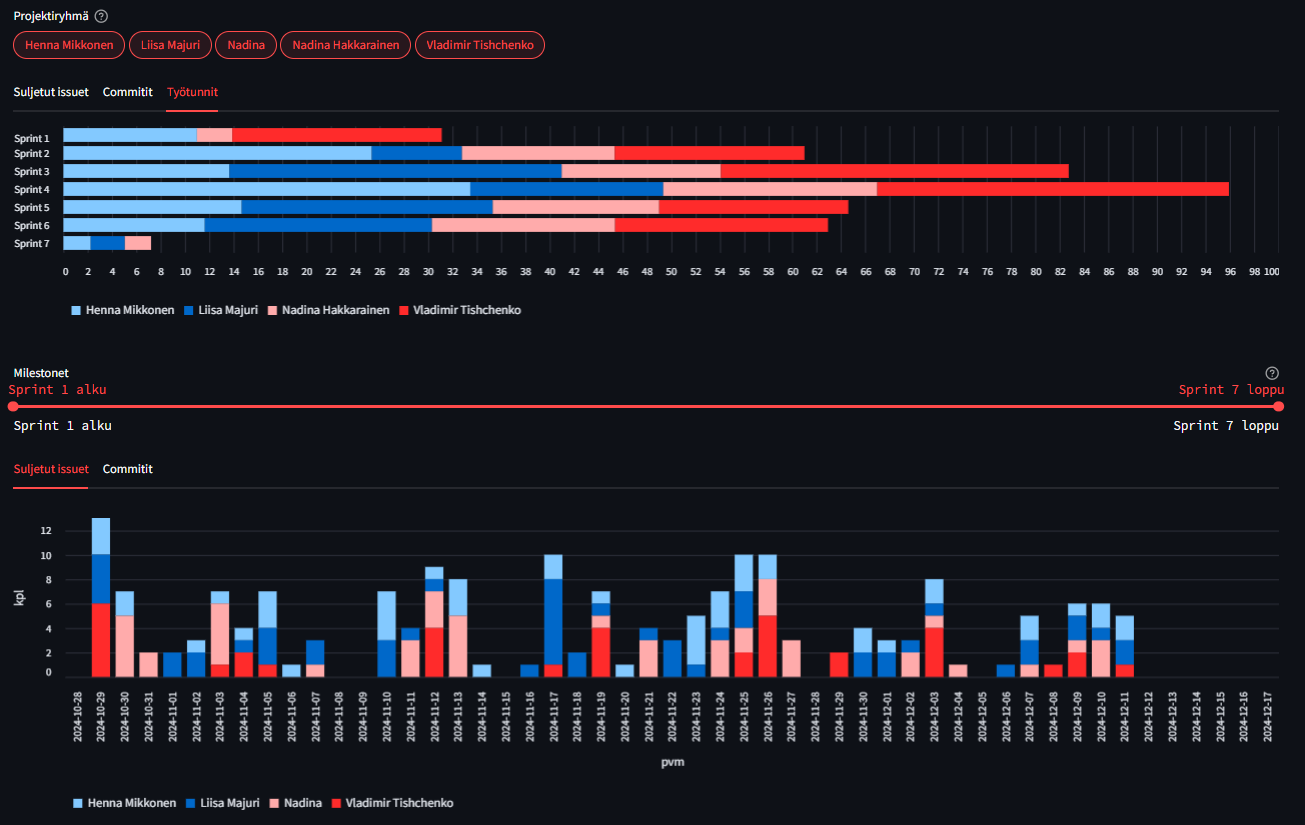 Projektiryhmä ?
Henna Mikkonen Liisa Majuri Nadina Nadina Hakkarainen Vladimir Tishchenko
Suljetut issuet Commitit Työtunnit
Sprint 1
Sprint 2
Sprint 3
Sprint 4
Sprint 5
Sprint 6
Sprint 7
0 2 4 6 8 10 12 14 16 18 20 22 24 26 28 30 32 34 36 38 40 42 44 46 48 50 52 54 56 58 60 62 64 66 68 70 72 74 76 78 80 82 84 86 88 90 92 94 96 98 100
Henna Mikkonen Liisa Majuri Nadina Hakkarainen Vladimir Tishchenko
Milestonet ?
Sprint 1 alku Sprint 7 loppu
Sprint 1 alku Sprint 7 loppu
Suljetut issuet Commitit
12
10
8
6
4
2
0
kpl
2024-10-28 2024-10-29 2024-10-30 2024-10-31 2024-11-01 2024-11-02 2024-11-03 2024-11-04 2024-11-05 2024-11-06 2024-11-07 2024-11-08 2024-11-09 2024-11-10 2024-11-11 2024-11-12 2024-11-13 2024-11-14 2024-11-15 2024-11-16 2024-11-17 2024-11-18 2024-11-19 2024-11-20 2024-11-21 2024-11-22 2024-11-23 2024-11-24 2024-11-25 2024-11-26 2024-11-27 2024-11-28 2024-11-29 2024-11-30 2024-12-01 2024-12-02 2024-12-03 2024-12-04 2024-12-05 2024-12-06 2024-12-07 2024-12-08 2024-12-09 2024-12-10 2024-12-11 2024-12-12 2024-12-13 2024-12-14 2024-12-15 2024-12-16 2024-12-17
pvm
Henna Mikkonen Liisa Majuri Nadina Vladimir Tishchenko